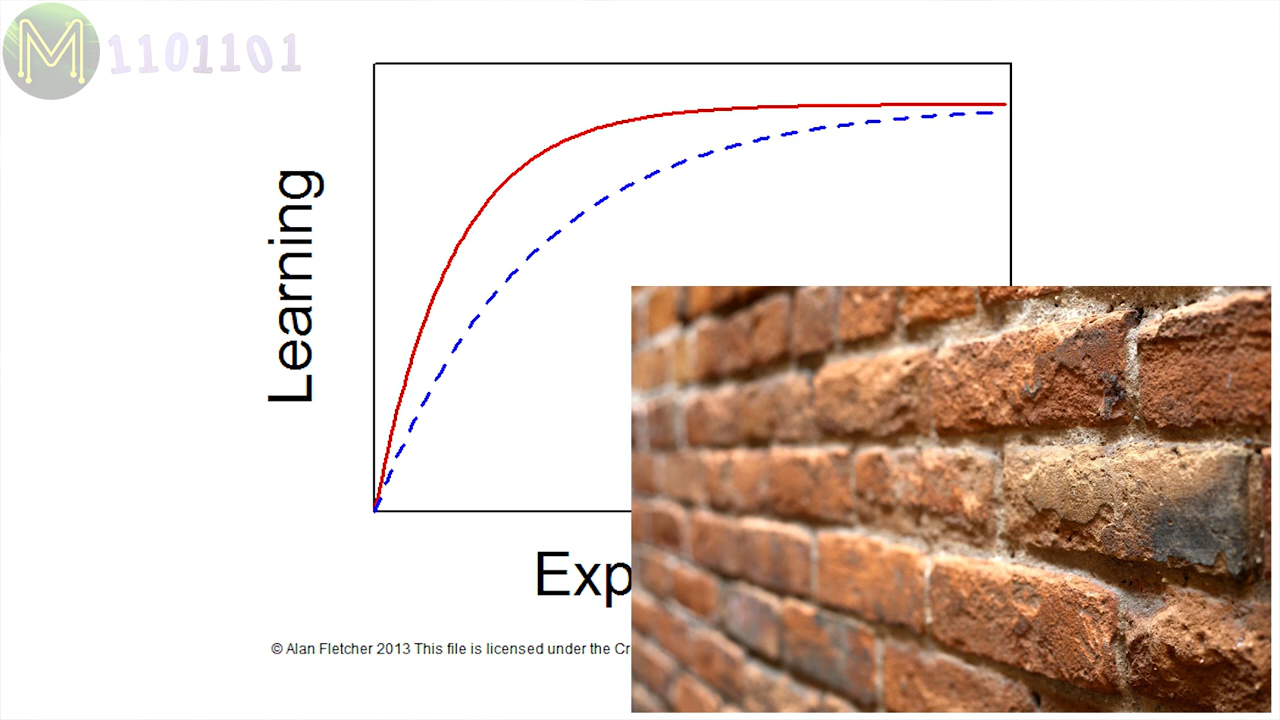 M 1101101
Learning
Exp
© Alan Fletcher 2013 This file is licensed under the Cr